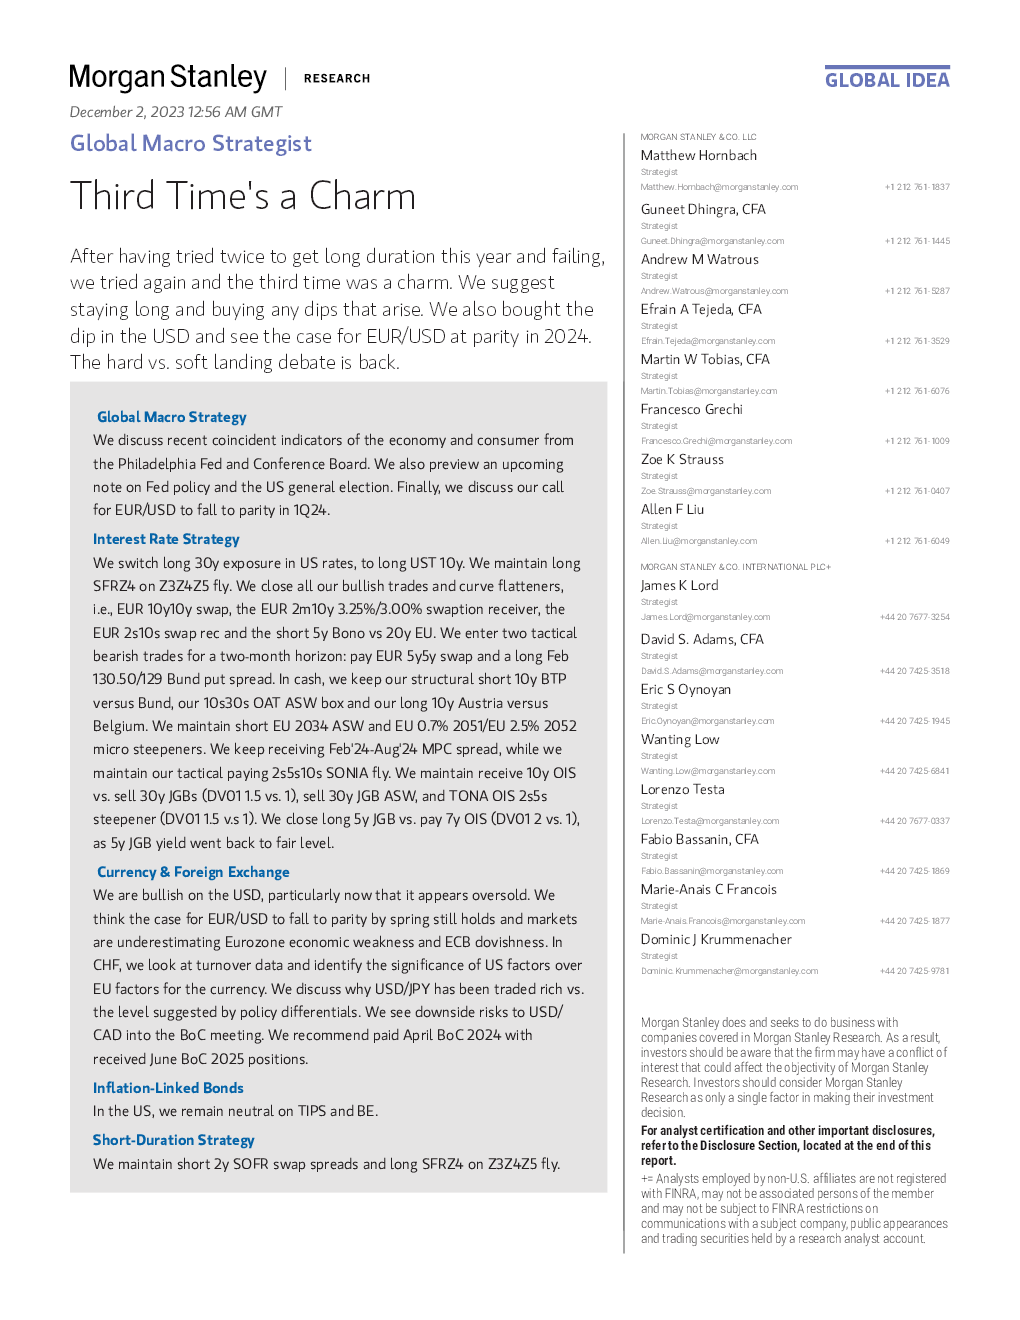 Morgan Stanley | RESEARCH
GLOBAL IDEA
December 2, 2023 12:56 AM GMT
Global Macro Strategist
Third Time's a Charm
After having tried twice to get long duration this year and failing,
we tried again and the third time was a charm. We suggest
staying long and buying any dips that arise. We also bought the
dip in the USD and see the case for EUR/USD at parity in 2024.
The hard vs. soft landing debate is back.
Global Macro Strategy
We discuss recent coincident indicators of the economy and consumer from
the Philadelphia Fed and Conference Board. We also preview an upcoming
note on Fed policy and the US general election. Finally, we discuss our call
for EUR/USD to fall to parity in 1Q24.
Interest Rate Strategy
We switch long 30y exposure in US rates, to long UST 10y. We maintain long
SFRZ4 on Z3Z4Z5 fly. We close all our bullish trades and curve flatteners,
i.e., EUR 10y10y swap, the EUR 2m10y 3.25%/3.00% swaption receiver, the
EUR 2s10s swap rec and the short 5y Bono vs 20y EU. We enter two tactical
bearish trades for a two-month horizon: pay EUR 5y5y swap and a long Feb
130.50/129 Bund put spread. In cash, we keep our structural short 10y BTP
versus Bund, our 10s30s OAT ASW box and our long 10y Austria versus
Belgium. We maintain short EU 2034 ASW and EU 0.7% 2051/EU 2.5% 2052
micro steepeners. We keep receiving Feb'24-Aug'24 MPC spread, while we
maintain our tactical paying 2s5s10s SONIA fly. We maintain receive 10y OIS
vs. sell 30y JGBs (DV01 1.5 vs. 1), sell 30y JGB ASW, and TONA OIS 2s5s
steepener (DV01 1.5 v.s 1). We close long 5y JGB vs. pay 7y OIS (DV01 2 vs. 1),
as 5y JGB yield went back to fair level.
Currency & Foreign Exchange
We are bullish on the USD, particularly now that it appears oversold. We
think the case for EUR/USD to fall to parity by spring still holds and markets
are underestimating Eurozone economic weakness and ECB dovishness. In
CHF, we look at turnover data and identify the significance of US factors over
EU factors for the currency. We discuss why USD/JPY has been traded rich vs.
the level suggested by policy differentials. We see downside risks to USD/
CAD into the BoC meeting. We recommend paid April BoC 2024 with
received June BoC 2025 positions.
Inflation-Linked Bonds
In the US, we remain neutral on TIPS and BE.
Short-Duration Strategy
We maintain short 2y SOFR swap spreads and long SFRZ4 on Z3Z4Z5 fly.
MORGAN STANLEY & CO. LLC
Matthew Hornbach
Strategist
Matthew.Hornbach@morganstanley.com +1 212 761-1837
Guneet Dhingra, CFA
Strategist
Guneet.Dhingra@morganstanley.com +1 212 761-1445
Andrew M Watrous
Strategist
Andrew.Watrous@morganstanley.com +1 212 761-5287
Efrain A Tejeda, CFA
Strategist
Efrain.Tejeda@morganstanley.com +1 212 761-3529
Martin W Tobias, CFA
Strategist
Martin.Tobias@morganstanley.com +1 212 761-6076
Francesco Grechi
Strategist
Francesco.Grechi@morganstanley.com +1 212 761-1009
Zoe K Strauss
Strategist
Zoe.Strauss@morganstanley.com +1 212 761-0407
Allen F Liu
Strategist
Allen.Liu@morganstanley.com +1 212 761-6049
MORGAN STANLEY & CO. INTERNATIONAL PLC+
James K Lord
Strategist
James.Lord@morganstanley.com +44 20 7677-3254
David S. Adams, CFA
Strategist
David.S.Adams@morganstanley.com +44 20 7425-3518
Eric S Oynoyan
Strategist
Eric.Oynoyan@morganstanley.com +44 20 7425-1945
Wanting Low
Strategist
Wanting.Low@morganstanley.com +44 20 7425-6841
Lorenzo Testa
Strategist
Lorenzo.Testa@morganstanley.com +44 20 7677-0337
Fabio Bassanin, CFA
Strategist
Fabio.Bassanin@morganstanley.com +44 20 7425-1869
Marie-Anais C Francois
Strategist
Marie-Anais.Francois@morganstanley.com +44 20 7425-1877
Dominic J Krummenacher
Strategist
Dominic.Krummenacher@morganstanley.com +44 20 7425-9781
Morgan Stanley does and seeks to do business with
companies covered in Morgan Stanley Research. As a result,
investors should be aware that the firm may have a conflict of
interest that could affect the objectivity of Morgan Stanley
Research. Investors should consider Morgan Stanley
Research as only a single factor in making their investment
decision.
For analyst certification and other important disclosures,
refer to the Disclosure Section, located at the end of this
report.
+= Analysts employed by non-U.S. affiliates are not registered
with FINRA, may not be associated persons of the member
and may not be subject to FINRA restrictions on
communications with a subject company, public appearances
and trading securities held by a research analyst account.